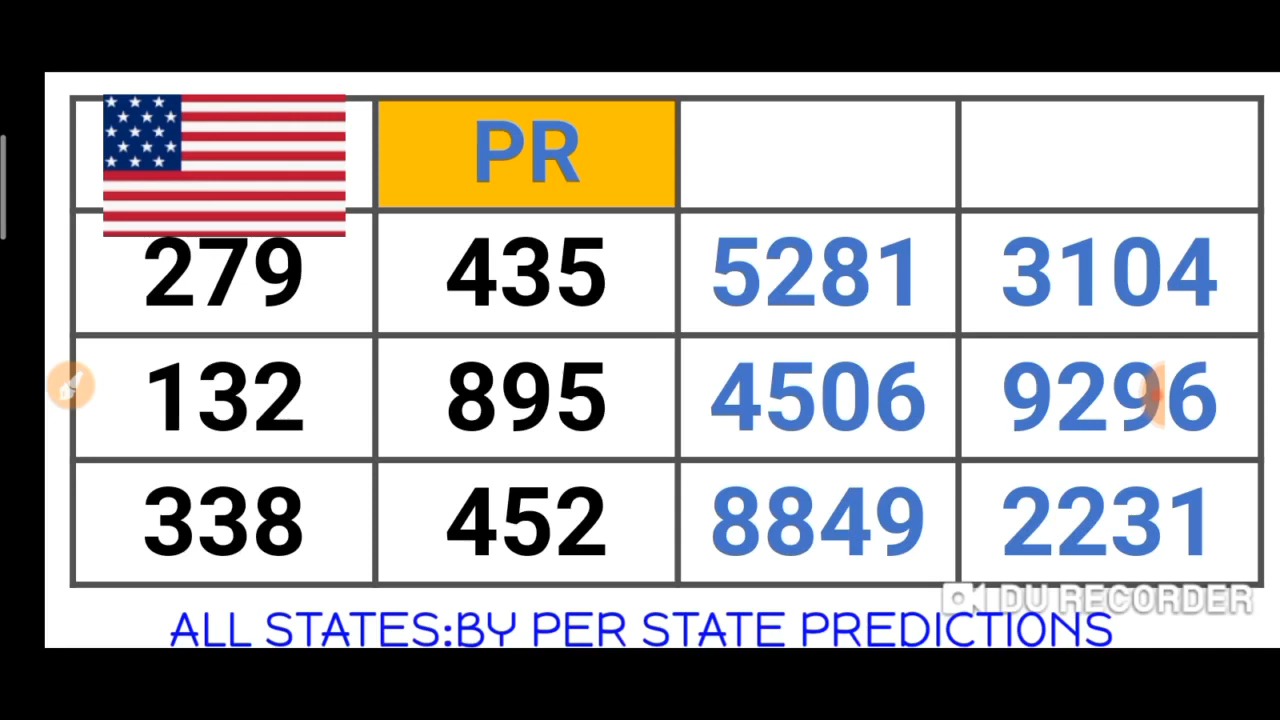 PR
279 435 5281 3104
132 895 4506 9296
338 452 8849 2231
DU RECORDER
ALL STATES:BY PER STATE PREDICTIONS